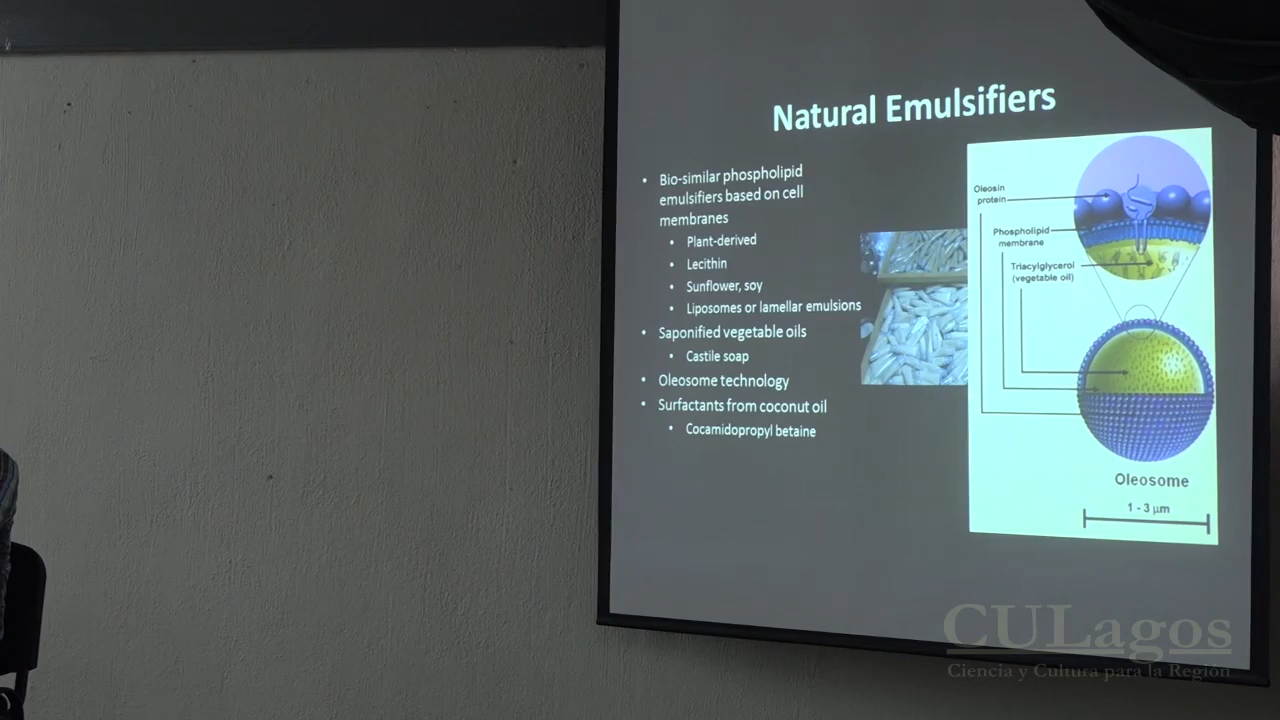 Natural Emulsifiers
• Bio-similar phospholipid
emulsifiers based on cell
membranes
• Plant-derived
• Lecithin
• Sunflower, soy
• Liposomes or lamellar emulsions
• Saponified vegetable oils
• Castile soap
• Oleosome technology
• Surfactants from coconut oil
• Cocamidopropyl betaine
Oleosin
protein
Phospholipid
membrane
Triacylglycerol
(vegetable oil)
Oleosome
1 - 3 µm
CULagos
Ciencia y Cultura para la Región